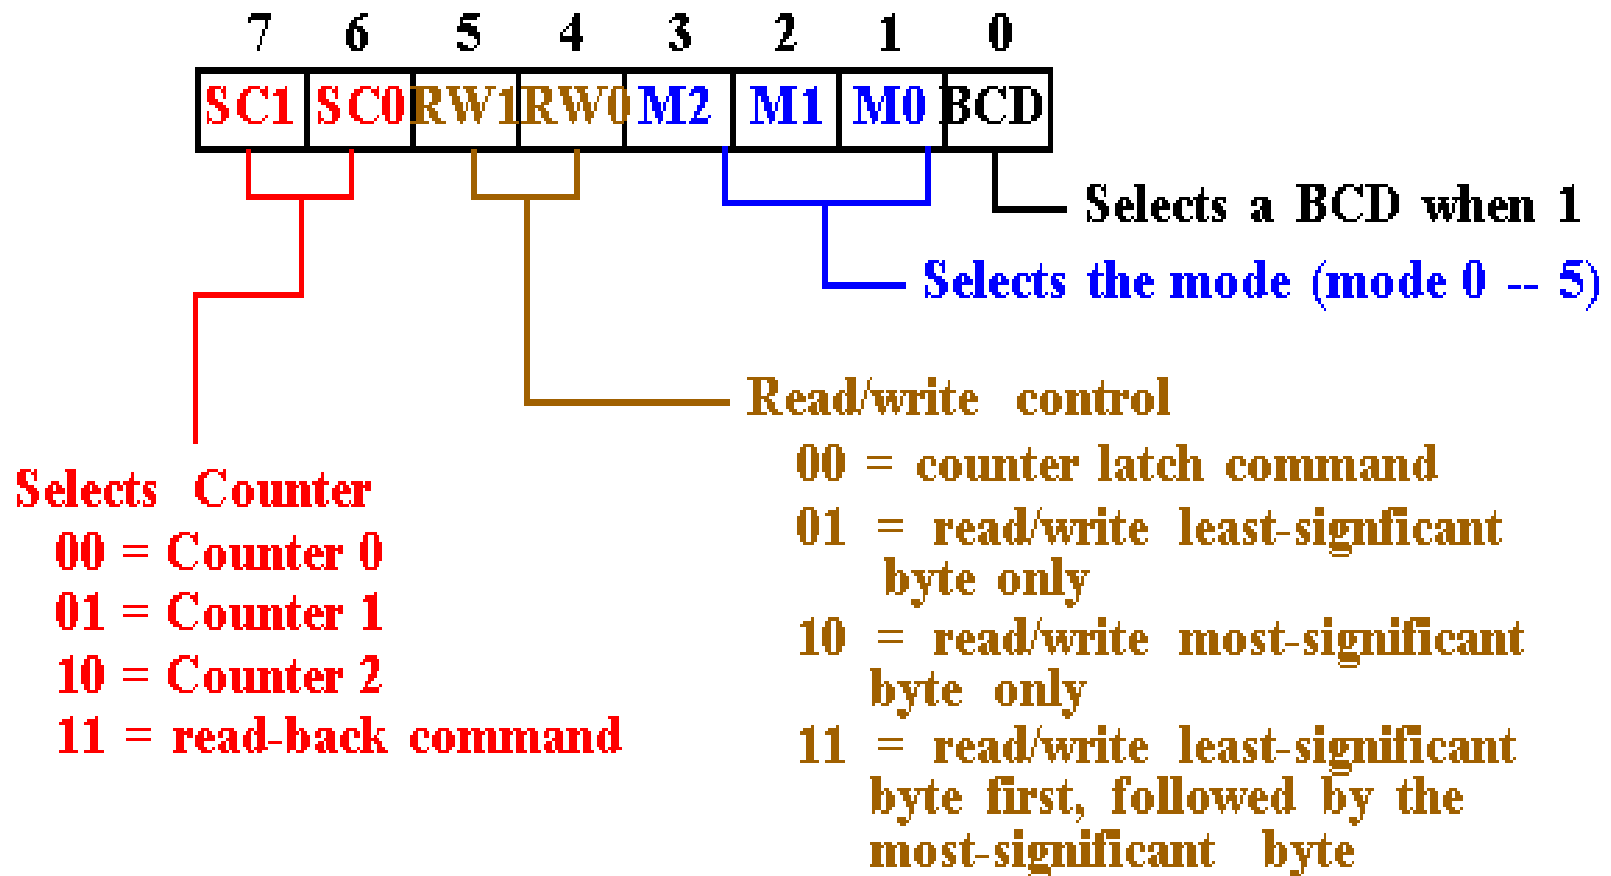 7 6 5 4 3 2 1 0
SC1 SC0 RW1 RW0 M2 M1 M0 BCD
Selects a BCD when 1
Selects the mode (mode 0 -- 5)
Read/write control
00 = counter latch command
01 = read/write least-signficant
byte only
10 = read/write most-significant
byte only
11 = read/write least-significant
byte first, followed by the
most-significant byte
Selects Counter
00 = Counter 0
01 = Counter 1
10 = Counter 2
11 = read-back command